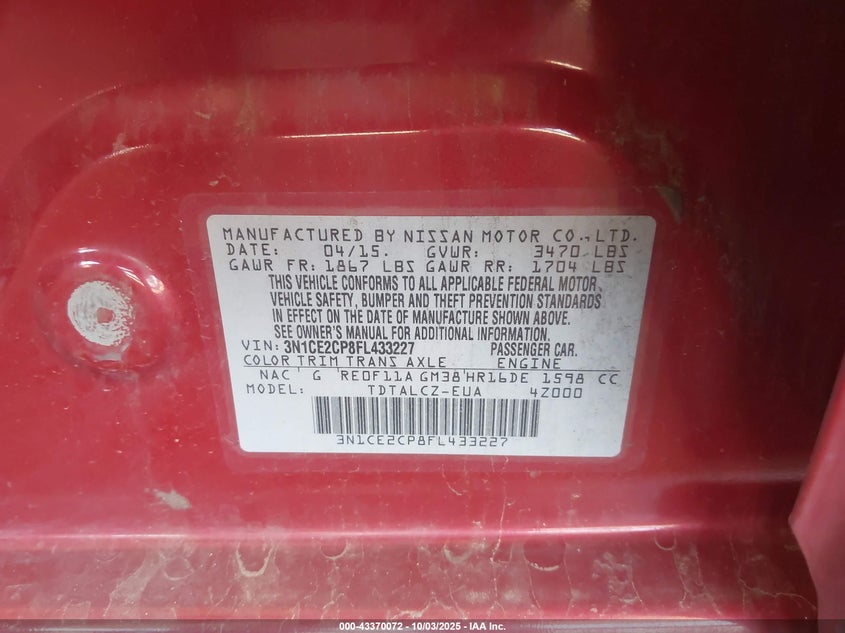 MANUFACTURED BY NISSAN MOTOR CO., LTD.
DATE: 04/15. GVWR: 3470 LBS
GAWR FR: 1867 LBS GAWR RR: 1704 LBS
THIS VEHICLE CONFORMS TO ALL APPLICABLE FEDERAL MOTOR
VEHICLE SAFETY, BUMPER AND THEFT PREVENTION STANDARDS
IN EFFECT ON THE DATE OF MANUFACTURE SHOWN ABOVE.
SEE OWNER'S MANUAL FOR ADDITIONAL INFORMATION.
VIN: 3N1CE2CP8FL433227 PASSENGER CAR.
COLOR TRIM TRANS AXLE ENGINE
NAC G RE0F11A GM38 HR16DE 1598 CC
MODEL: TDTALCZ-EUA 4Z000
3N1CE2CP8FL433227
000-43370072 - 10/03/2025 - IAA Inc.